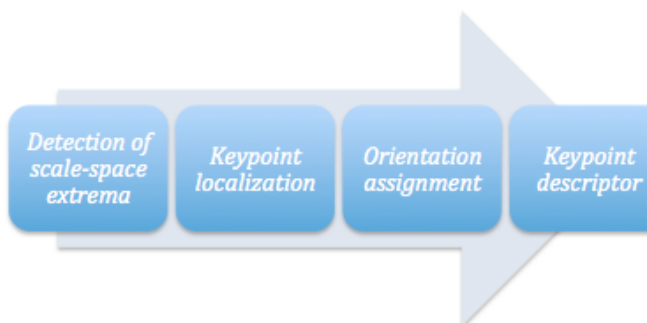 Detection of
scale-space
extrema
Keypoint
localization
Orientation
assignment
Keypoint
descriptor